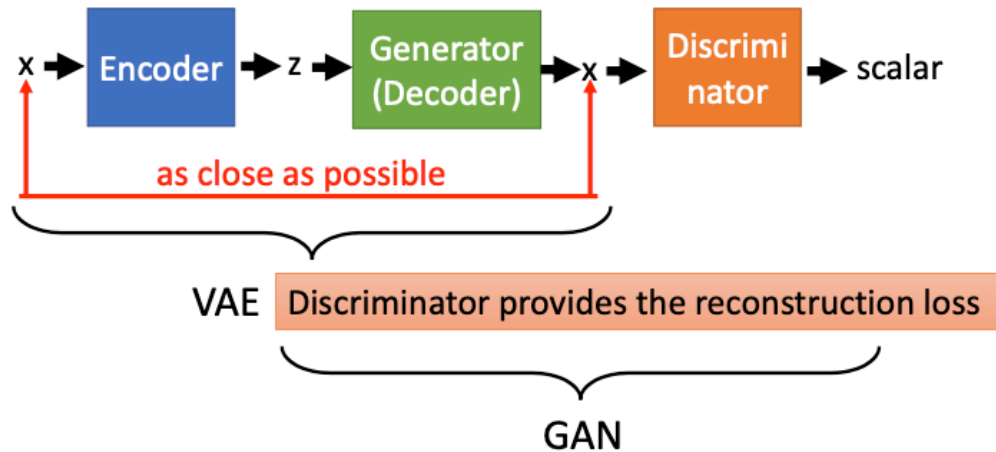 x
Encoder
z
Generator
(Decoder)
x
Discrimi
nator
scalar
as close as possible
VAE
Discriminator provides the reconstruction loss
GAN